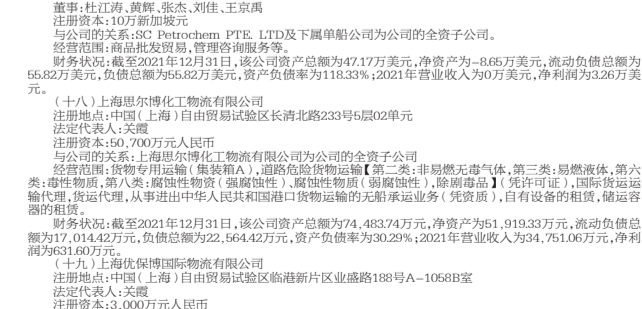 董事:杜江涛、黄辉、张杰、刘佳、王京禹
注册资本:10万新加坡元
与公司的关系:SC Petrochem PTE. LTD及下属单船公司为公司的全资子公司。
经营范围:商品批发贸易,管理咨询服务等。
财务状况:截至2021年12月31日,该公司资产总额为47.17万美元,净资产为-8.65万美元,流动负债总额为
55.82万美元,负债总额为55.82万美元,资产负债率为118.33%;2021年营业收入为0万美元,净利润为3.26万美
元。
(十八)上海思尔博化工物流有限公司
注册地点:中国(上海)自由贸易试验区长清北路233号5层02单元
法定代表人:关霞
注册资本:50,700万元人民币
与公司的关系:上海思尔博化工物流有限公司为公司的全资子公司
经营范围:货物专用运输(集装箱A),道路危险货物运输【第二类:非易燃无毒气体,第三类:易燃液体,第六
类:毒性物质,第八类:腐蚀性物资(强腐蚀性)、腐蚀性物质(弱腐蚀性),除剧毒品】(凭许可证),国际货运运
输代理,货运代理,从事进出中华人民共和国港口货物运输的无船承运业务(凭资质),自有设备的租赁,储运容
器的租赁。
财务状况:截至2021年12月31日,该公司资产总额为74,483.74万元,净资产为51,919.33万元,流动负债总
额为17,014.42万元,负债总额为22,564.42万元,资产负债率为30.29%;2021年营业收入为34,751.06万元,净利
润为631.60万元。
(十九)上海优保博国际物流有限公司
注册地点:中国(上海)自由贸易试验区临港新片区业盛路188号A-1058B室
法定代表人:关霞
注册资本:3,000万元人民币